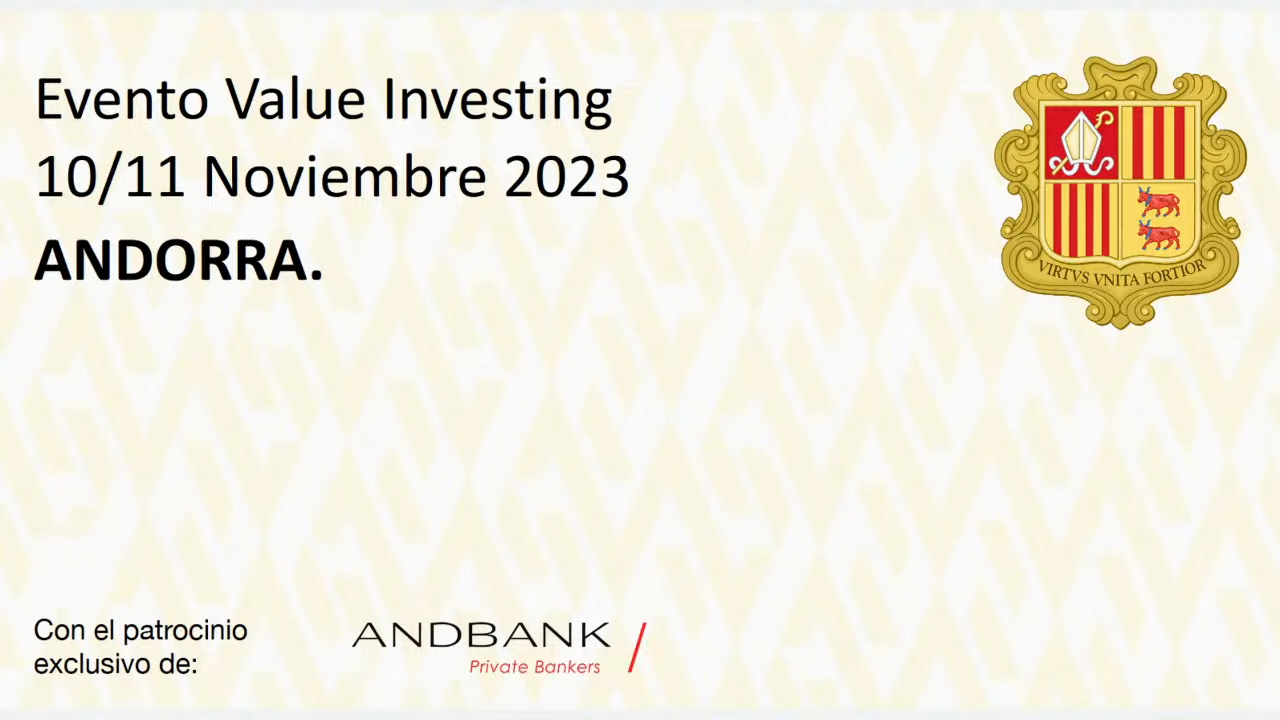 Evento Value Investing
10/11 Noviembre 2023
ANDORRA.
VIRTVS VNITA FORTIOR
Con el patrocinio
exclusivo de:
ANDBANK
Private Bankers